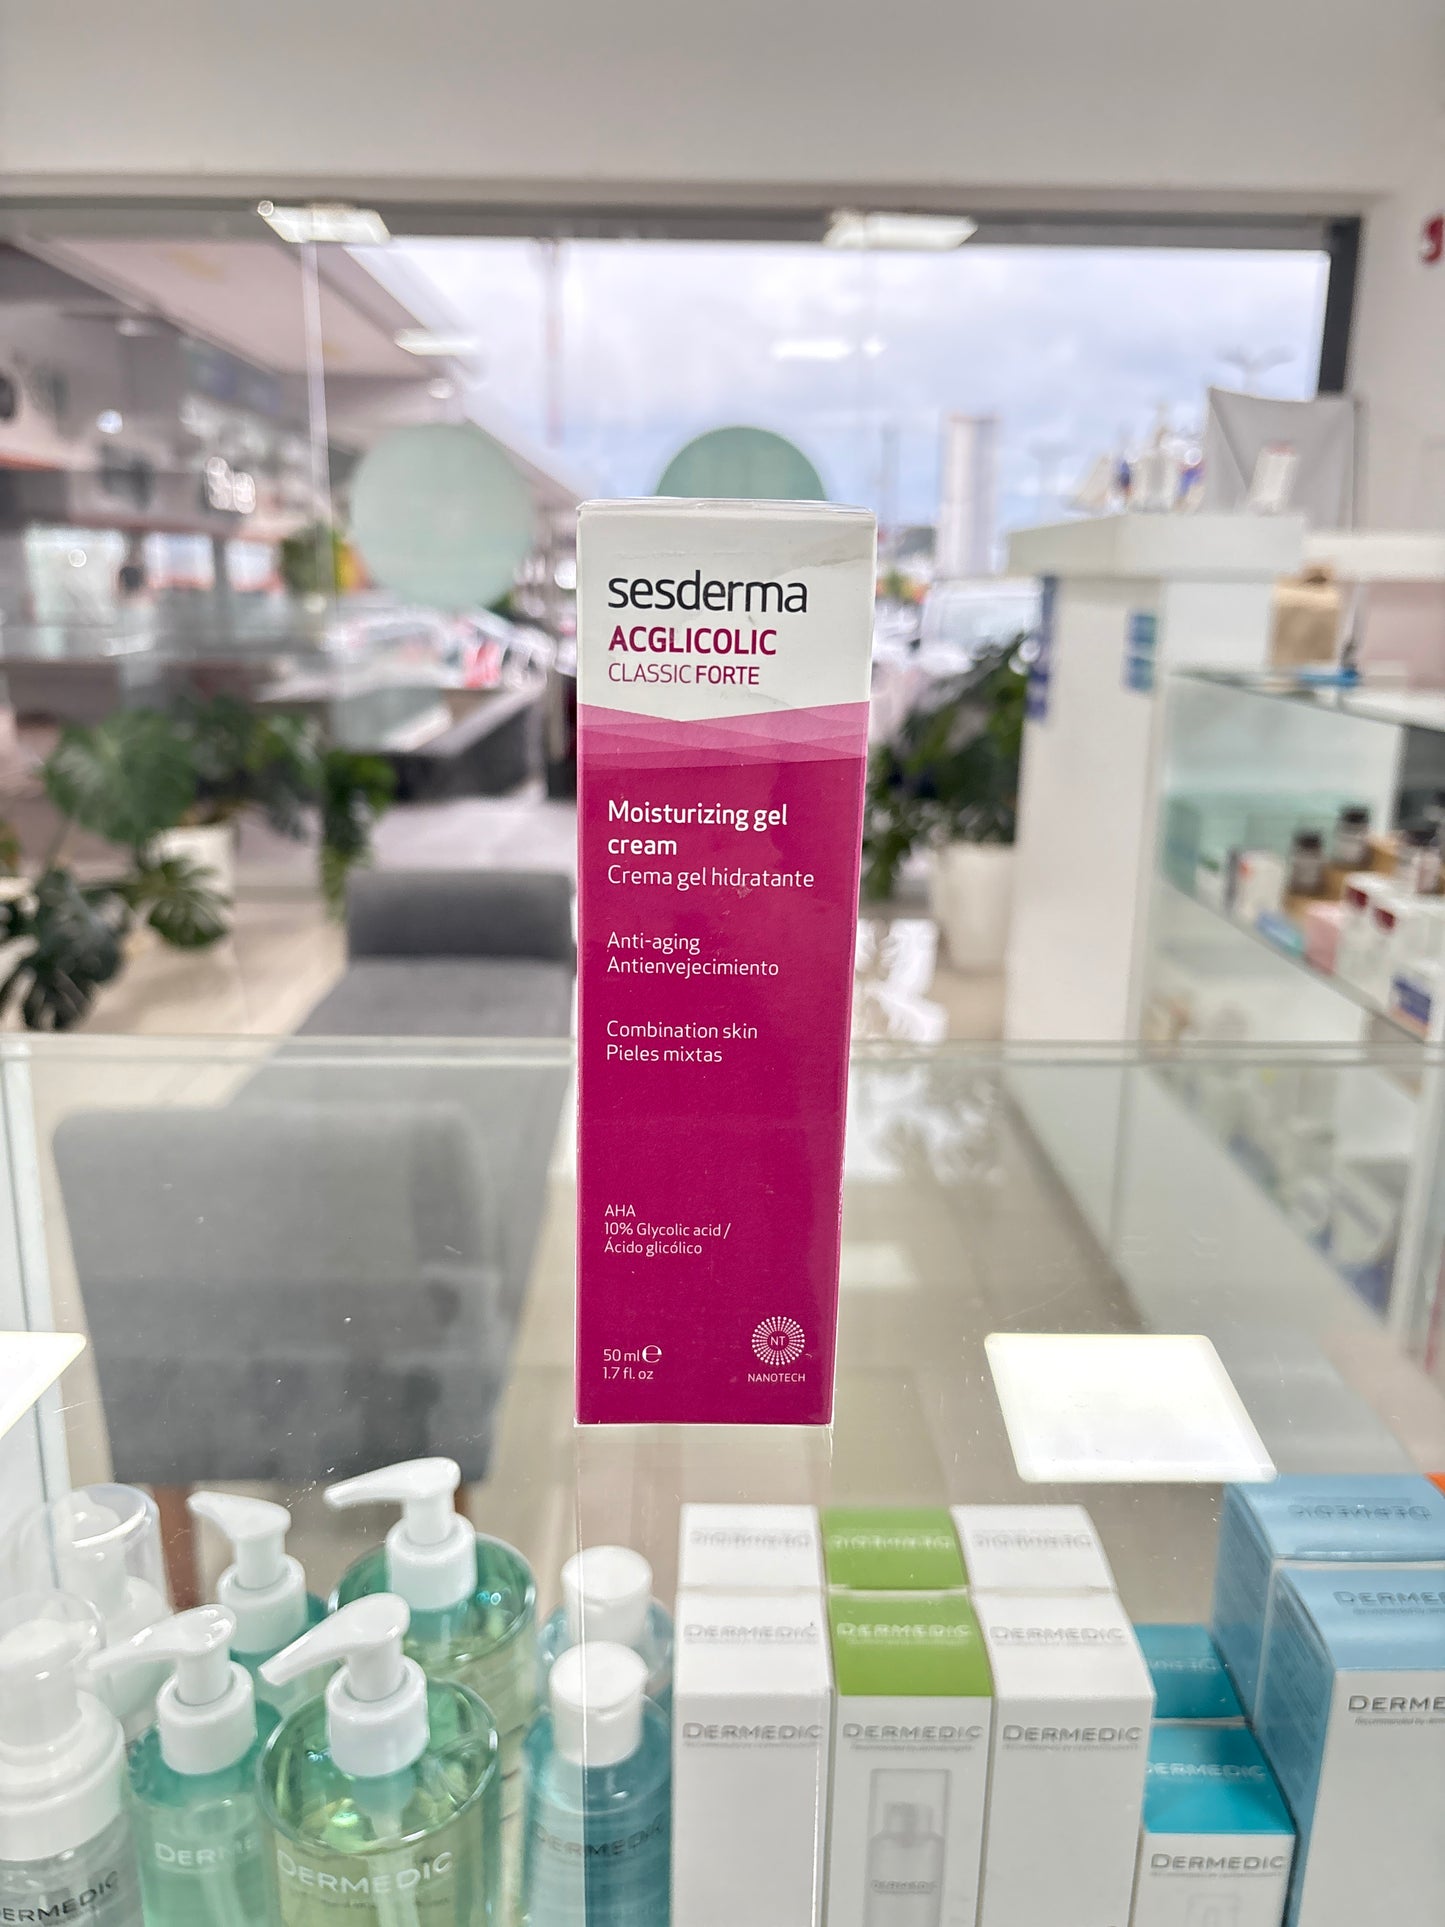 sesderma
ACGLICOLIC
CLASSIC FORTE
Moisturizing gel
cream
Crema gel hidratante
Anti-aging
Antienvejecimiento
Combination skin
Pieles mixtas
AHA
10% Glycolic acid /
Ácido glicólico
50 ml ℮
1.7 fl. oz
NT
NANOTECH
DERMEDIC
DERMEDIC
DERMEDIC
DERMEDIC
DERMEDIC
DERMEDIC
DERMEDIC
DERMEDIC
DERMEDIC